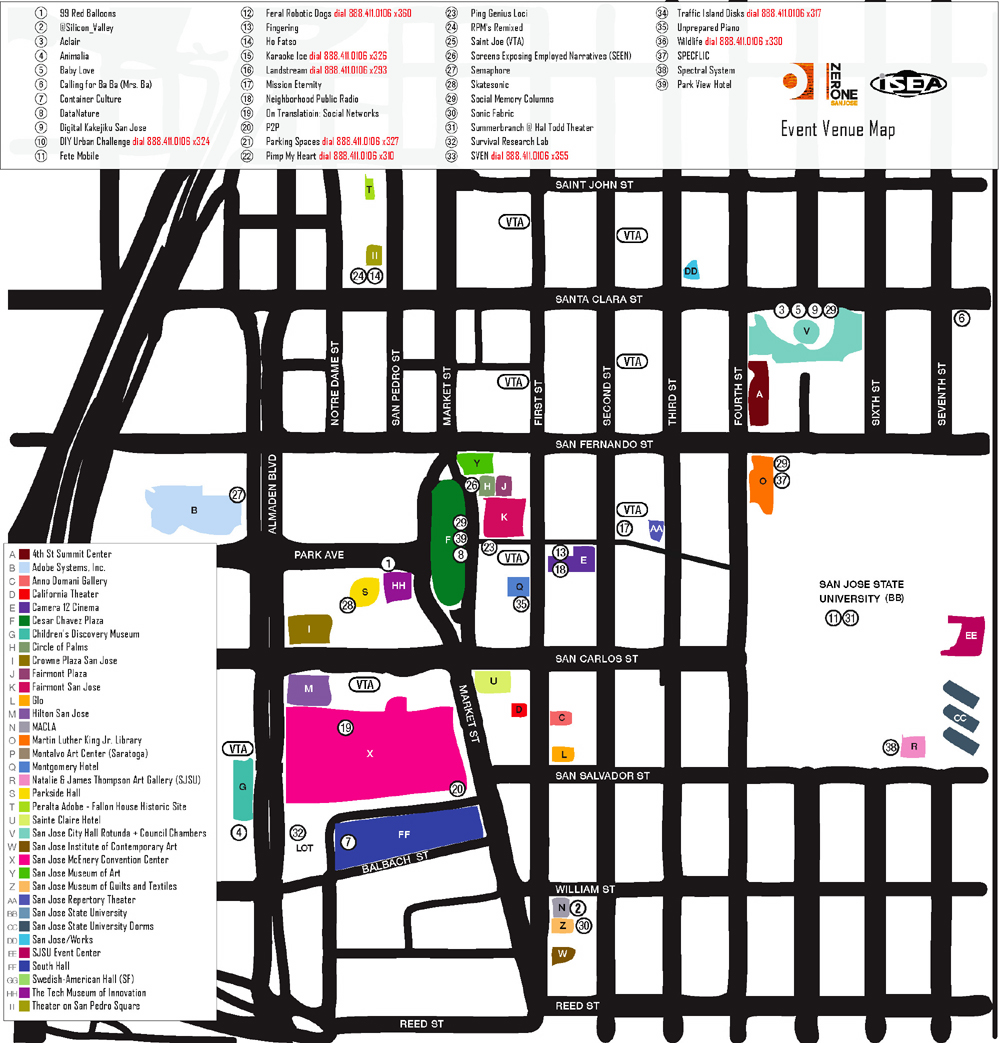 1 99 Red Balloons
2 @Silicon_Valley
3 Aclair
4 Animalia
5 Baby Love
6 Calling for Ba Ba (Mrs. Ba)
7 Container Culture
8 DataNature
9 Digital Kakejiku San Jose
10 DIY Urban Challenge dial 888.411.0106 x324
11 Fete Mobile
12 Feral Robotic Dogs dial 888.411.0106 x360
13 Fingering
14 Ho Fatso
15 Karaoke Ice dial 888.411.0106 x326
16 Landstream dial 888.411.0106 x293
17 Mission Eternity
18 Neighborhood Public Radio
19 On Translation: Social Networks
20 P2P
21 Parking Spaces dial 888.411.0106 x327
22 Pimp My Heart dial 888.411.0106 x310
23 Ping Genius Loci
24 RPM's Remixed
25 Saint Joe (VTA)
26 Screens Exposing Employed Narratives (SEEN)
27 Semaphore
28 Skatesonic
29 Social Memory Columns
30 Sonic Fabric
31 Summerbranch @ Hal Todd Theater
32 Survival Research Lab
33 SVEN dial 888.411.0106 x355
34 Traffic Island Disks dial 888.411.0106 x317
35 Unprepared Piano
36 Wildlife dial 888.411.0106 x330
37 SPECFLIC
38 Spectral System
39 Park View Hotel
ZERONE
SAN JOSE
ISEA
Event Venue Map
SAINT JOHN ST
T
VTA
VTA
II
24 14
DD
SANTA CLARA ST
3 5 9 29
V
6
NOTRE DAME ST
SAN PEDRO ST
MARKET ST
FIRST ST
SECOND ST
THIRD ST
FOURTH ST
SIXTH ST
SEVENTH ST
VTA
VTA
A
SAN FERNANDO ST
ALMADEN BLVD
B
27
Y
26
H
J
K
29
39
8
F
23
VTA
VTA
17
AA
O
29
37
PARK AVE
1
HH
S
28
I
13
18
E
Q
35
SAN JOSE STATE
UNIVERSITY (BB)
11 31
EE
SAN CARLOS ST
M
VTA
MARKET ST
U
D
C
L
CC
38
R
19
X
20
VTA
G
4
SAN SALVADOR ST
32
LOT
7
FF
BALBACH ST
WILLIAM ST
N 2
Z 30
W
REED ST
REED ST
A 4th St Summit Center
B Adobe Systems, Inc.
C Anno Domani Gallery
D California Theater
E Camera 12 Cinema
F Cesar Chavez Plaza
G Children's Discovery Museum
H Circle of Palms
I Crowne Plaza San Jose
J Fairmont Plaza
K Fairmont San Jose
L Glo
M Hilton San Jose
N MACLA
O Martin Luther King Jr. Library
P Montalvo Art Center (Saratoga)
Q Montgomery Hotel
R Natalie & James Thompson Art Gallery (SJSU)
S Parkside Hall
T Peralta Adobe - Fallon House Historic Site
U Sainte Claire Hotel
V San Jose City Hall Rotunda + Council Chambers
W San Jose Institute of Contemporary Art
X San Jose McEnery Convention Center
Y San Jose Museum of Art
Z San Jose Museum of Quilts and Textiles
AA San Jose Repertory Theater
BB San Jose State University
CC San Jose State University Dorms
DD San Jose/Works
EE SJSU Event Center
FF South Hall
GG Swedish-American Hall (SF)
HH The Tech Museum of Innovation
II Theater on San Pedro Square